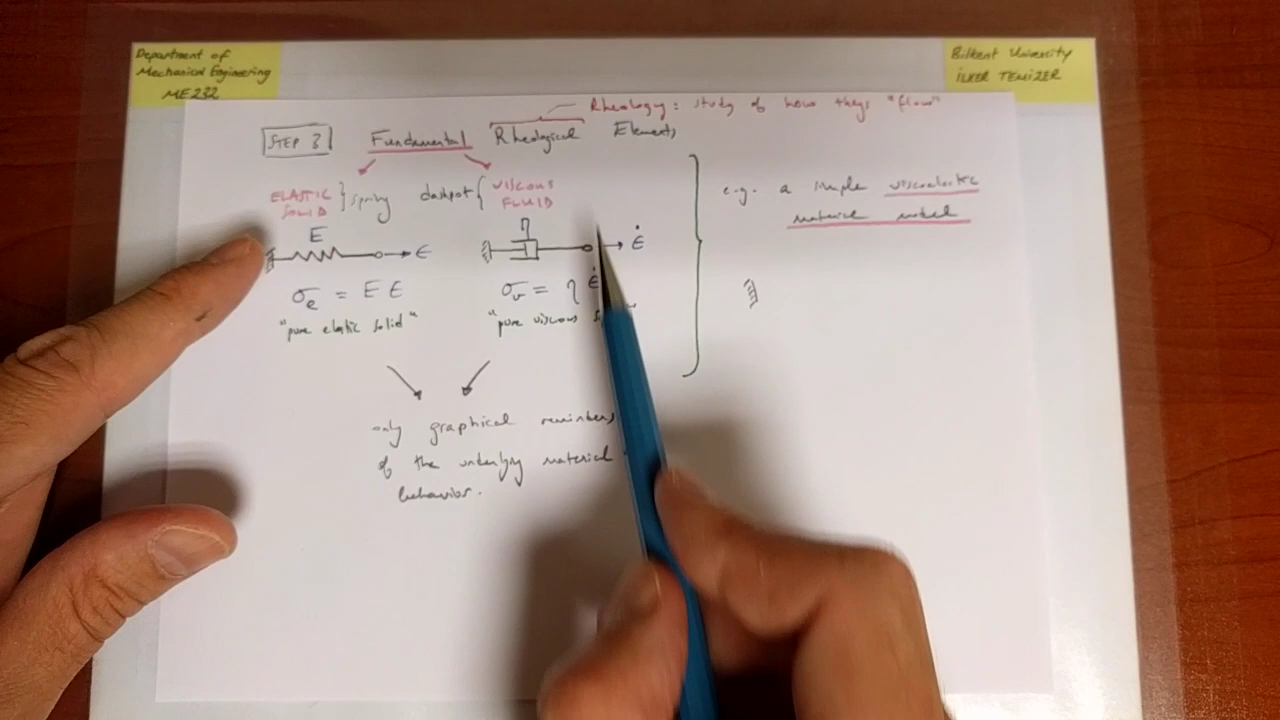 Department of
Mechanical Engineering
ME232
Bilkent University
İLKER TEMİZER
Rheology : study of how thgs "flow"
STEP 3 Fundamental Rheological Elements
ELASTIC SOLID } spring dashpot { VISCOUS FLUID
E
ϵ
η
ϵ̇
σe = E ϵ
σv = η ϵ̇
"pure elastic solid"
"pure viscous
only graphical reminders
of the underlying material
behavior.
e.g. a simple viscoelastic
material model